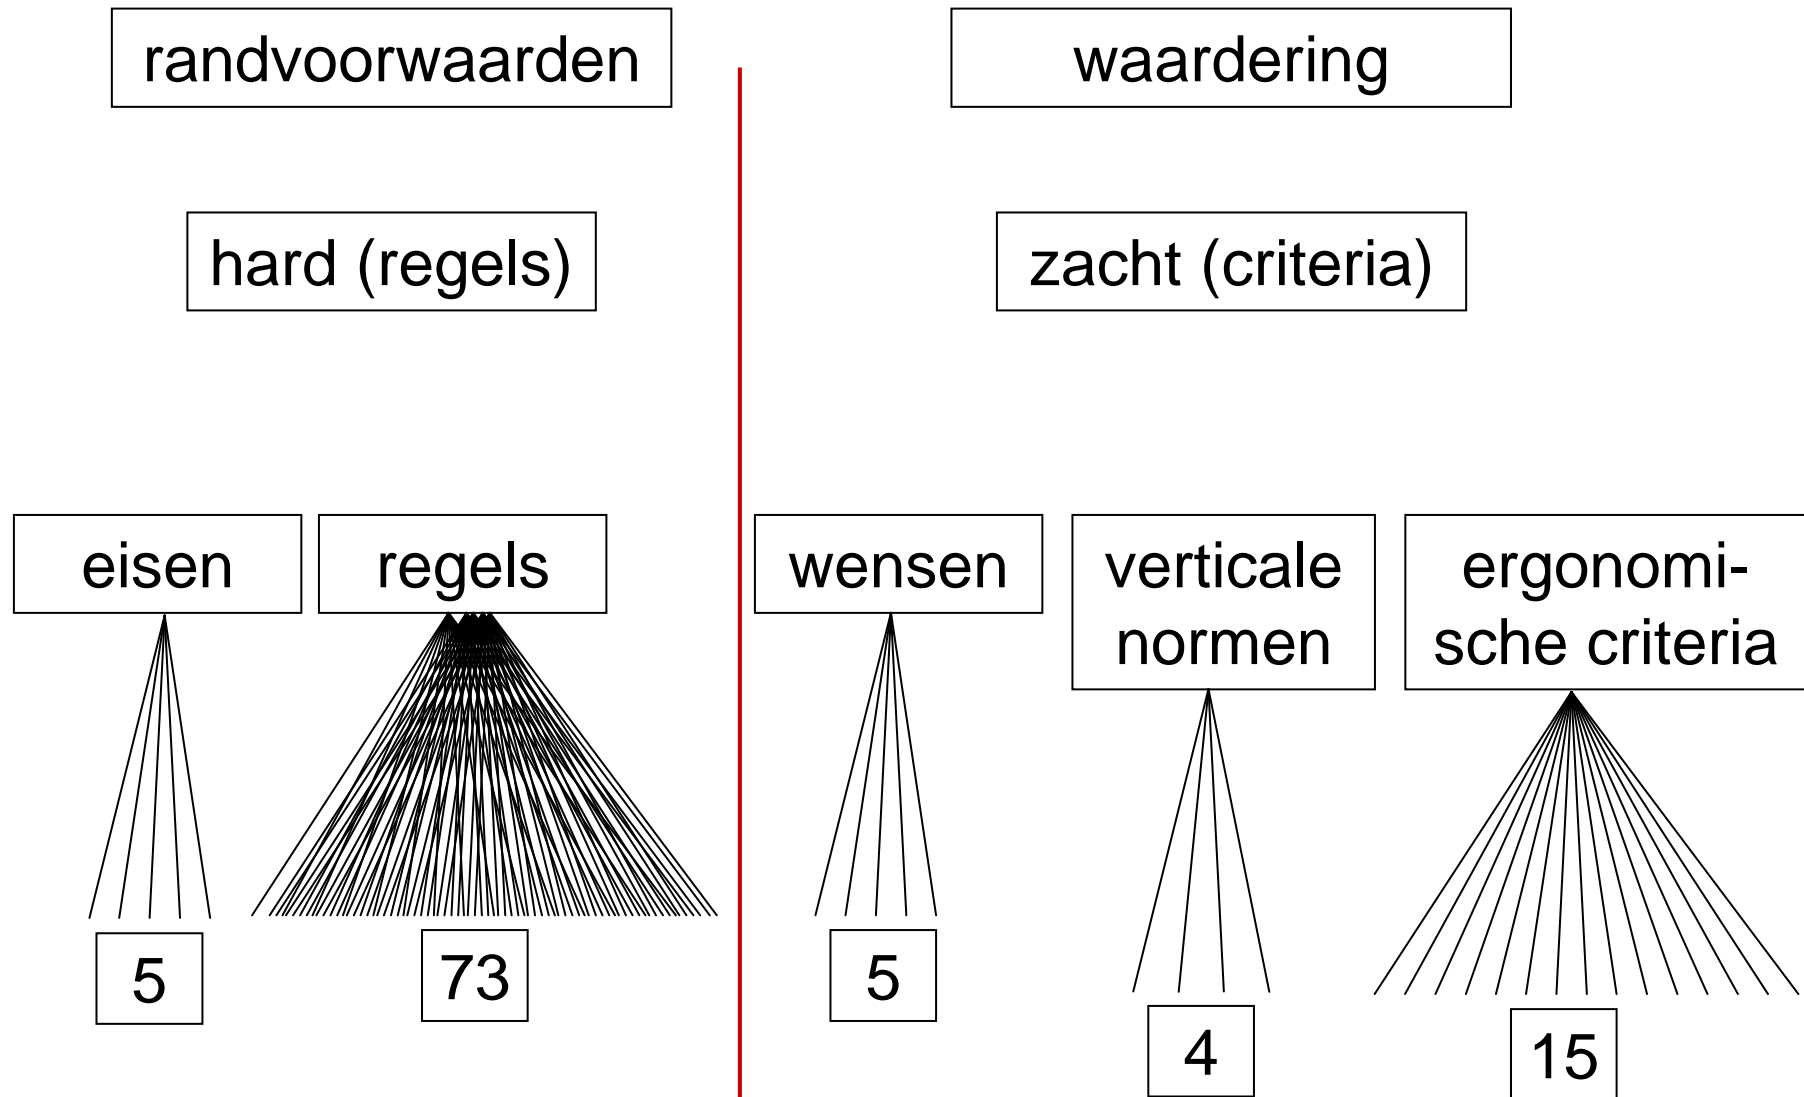 randvoorwaarden
waardering
hard (regels)
zacht (criteria)
eisen
regels
wensen
verticale
normen
ergonomi-
sche criteria
5
73
5
4
15